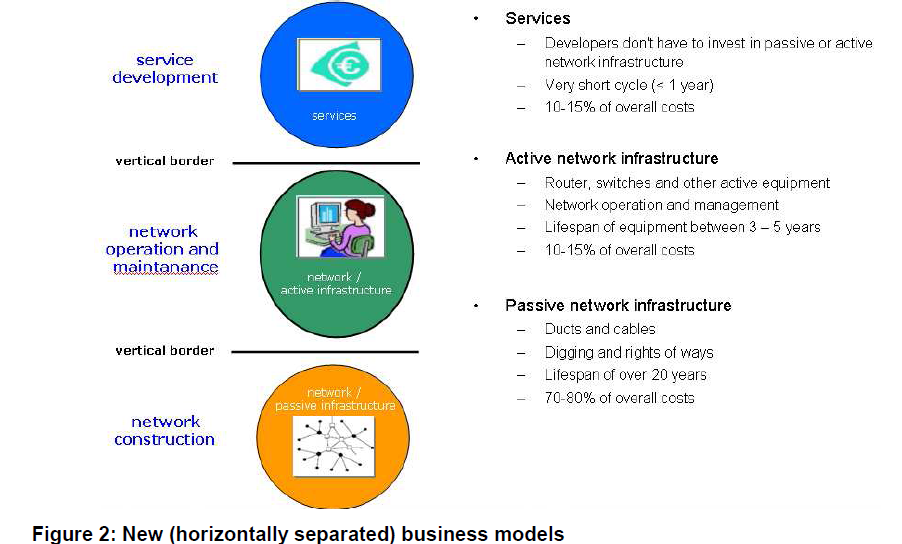 service
development
services
vertical border
network
operation and
maintanance
network /
active infrastructure
vertical border
network /
passive infrastructure
network
construction
• Services
– Developers don't have to invest in passive or active
network infrastructure
– Very short cycle (< 1 year)
– 10-15% of overall costs
• Active network infrastructure
– Router, switches and other active equipment
– Network operation and management
– Lifespan of equipment between 3 – 5 years
– 10-15% of overall costs
• Passive network infrastructure
– Ducts and cables
– Digging and rights of ways
– Lifespan of over 20 years
– 70-80% of overall costs
Figure 2: New (horizontally separated) business models